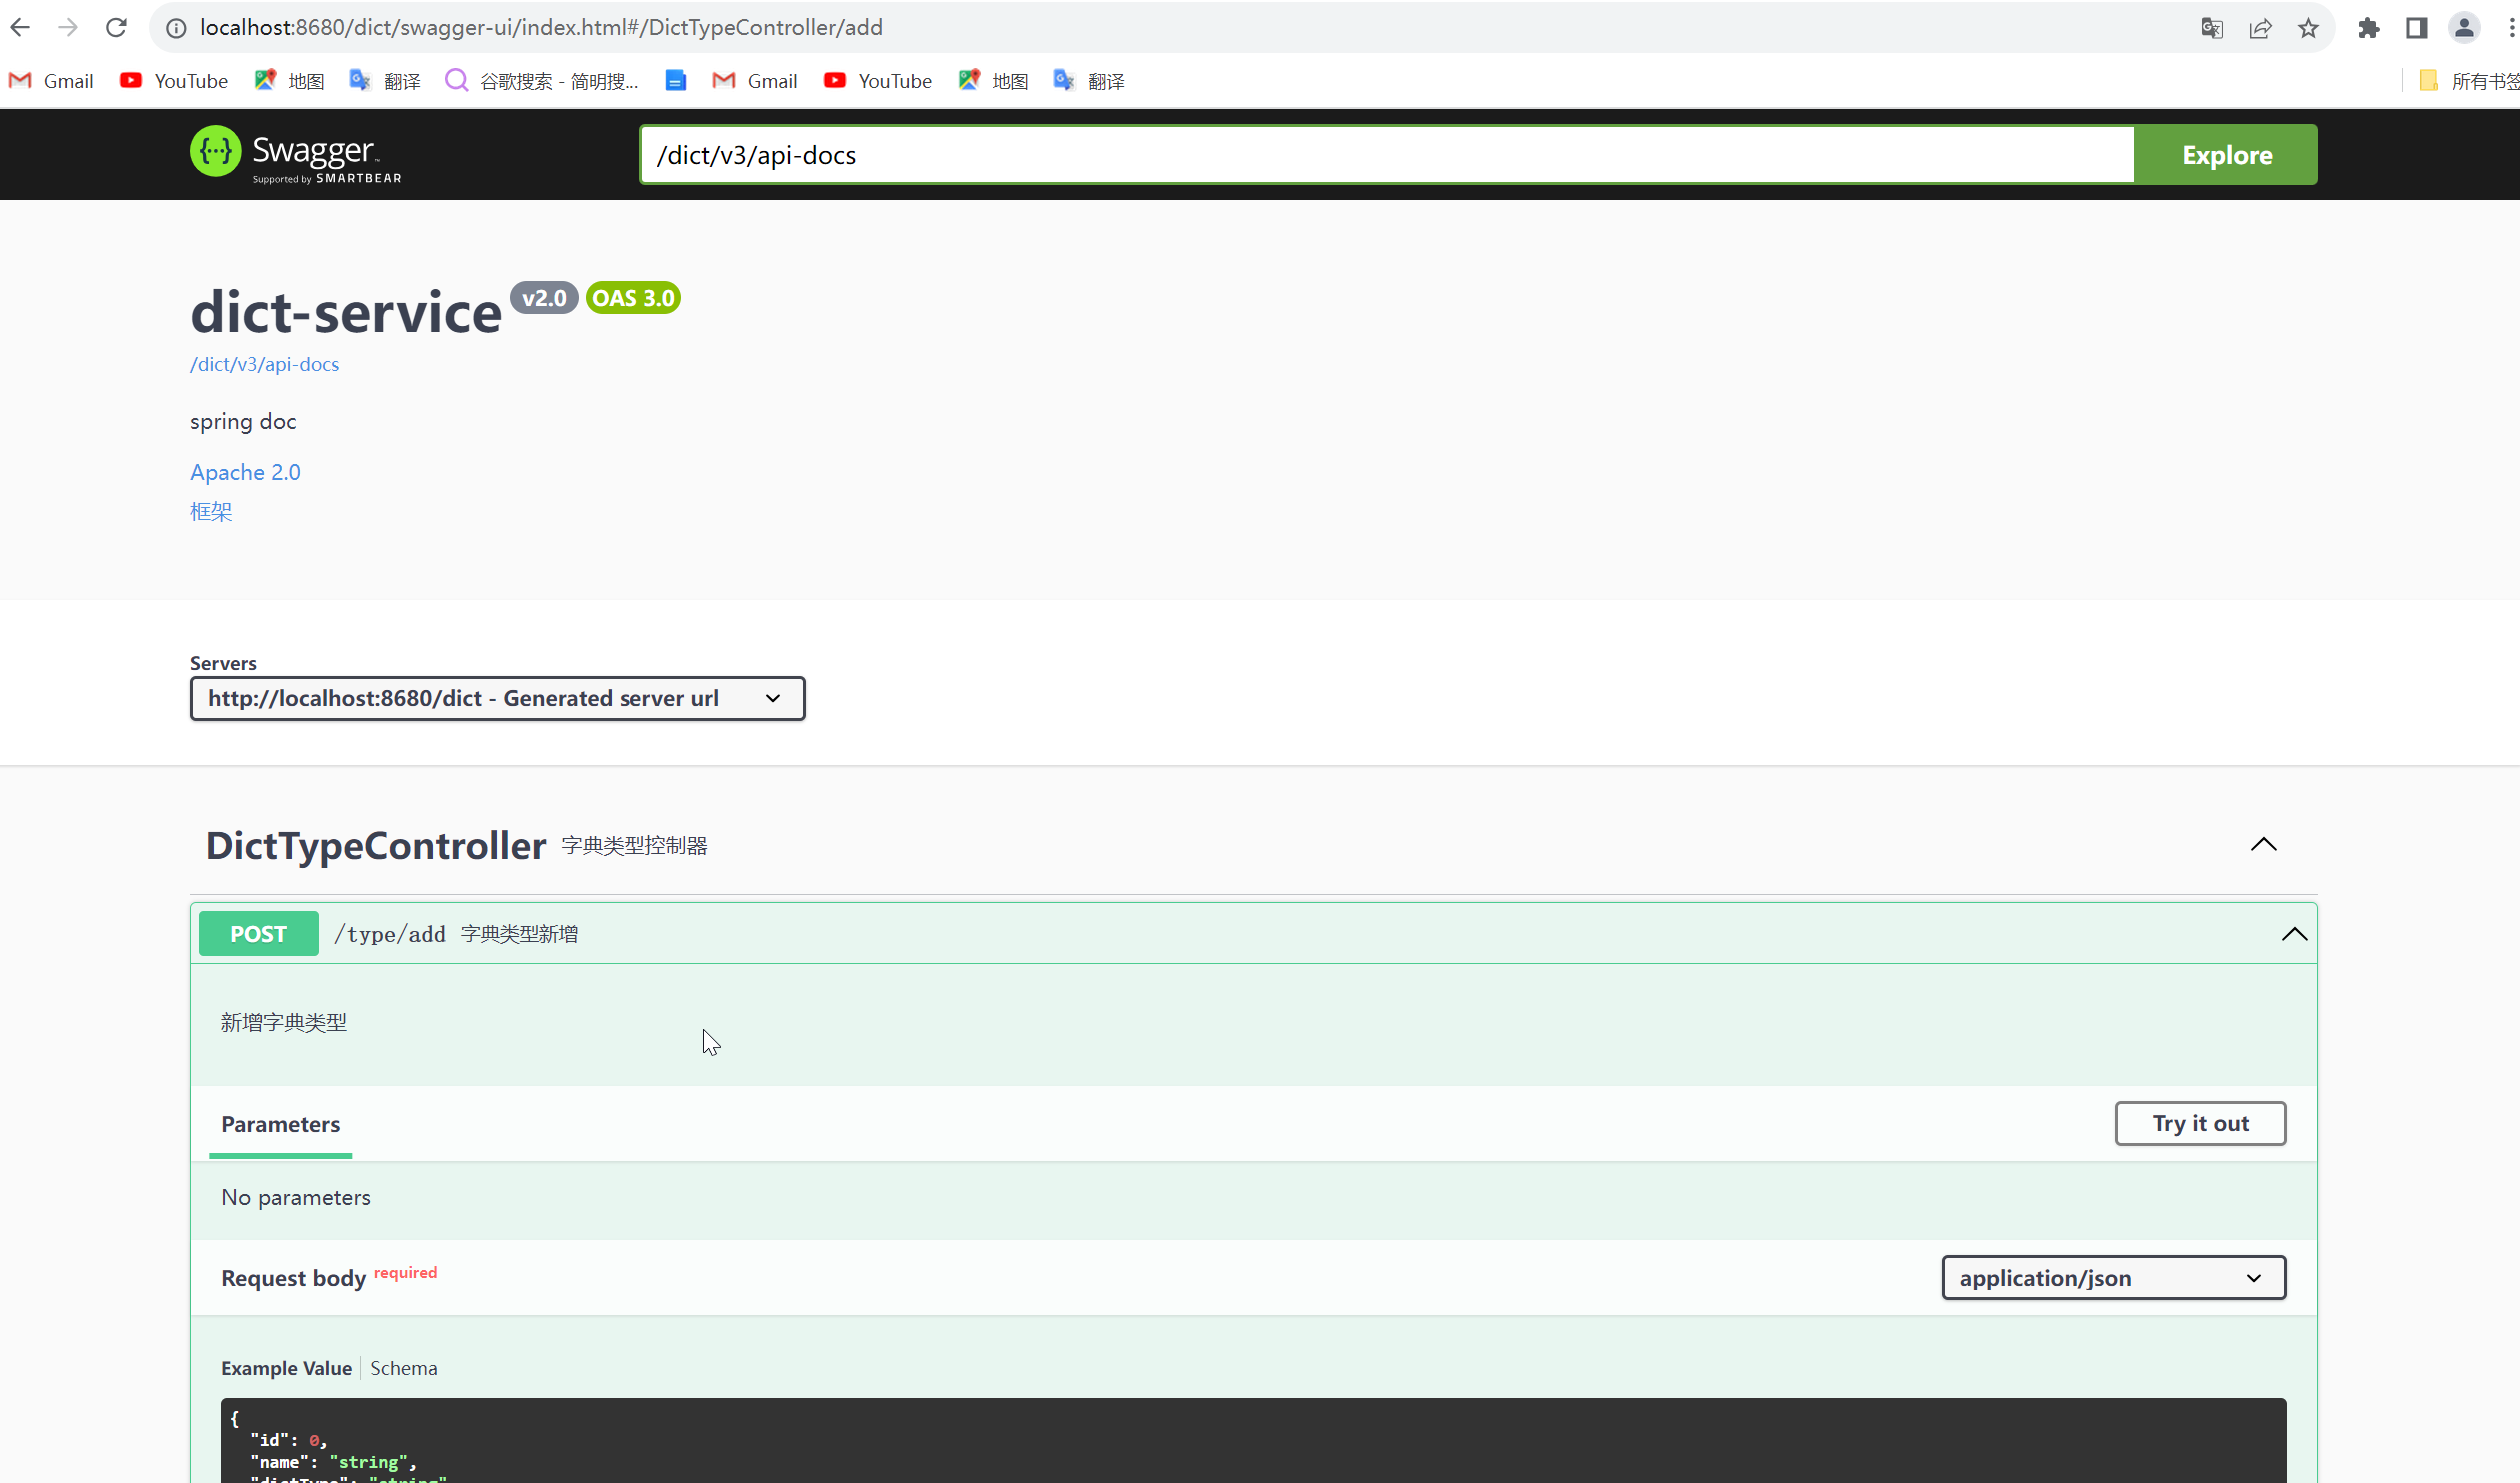 localhost:8680/dict/swagger-ui/index.html#/DictTypeController/add
Gmail YouTube 地图 翻译 谷歌搜索 - 简明搜... Gmail YouTube 地图 翻译 所有书签
{...} Swagger™ /dict/v3/api-docs Explore
Supported by SMARTBEAR
dict-service v2.0 OAS 3.0
/dict/v3/api-docs
spring doc
Apache 2.0
框架
Servers
http://localhost:8680/dict - Generated server url
DictTypeController 字典类型控制器
POST /type/add 字典类型新增
新增字典类型
Parameters Try it out
No parameters
Request body required application/json
Example Value Schema
{
"id": 0,
"name": "string",
"dictType": "string"